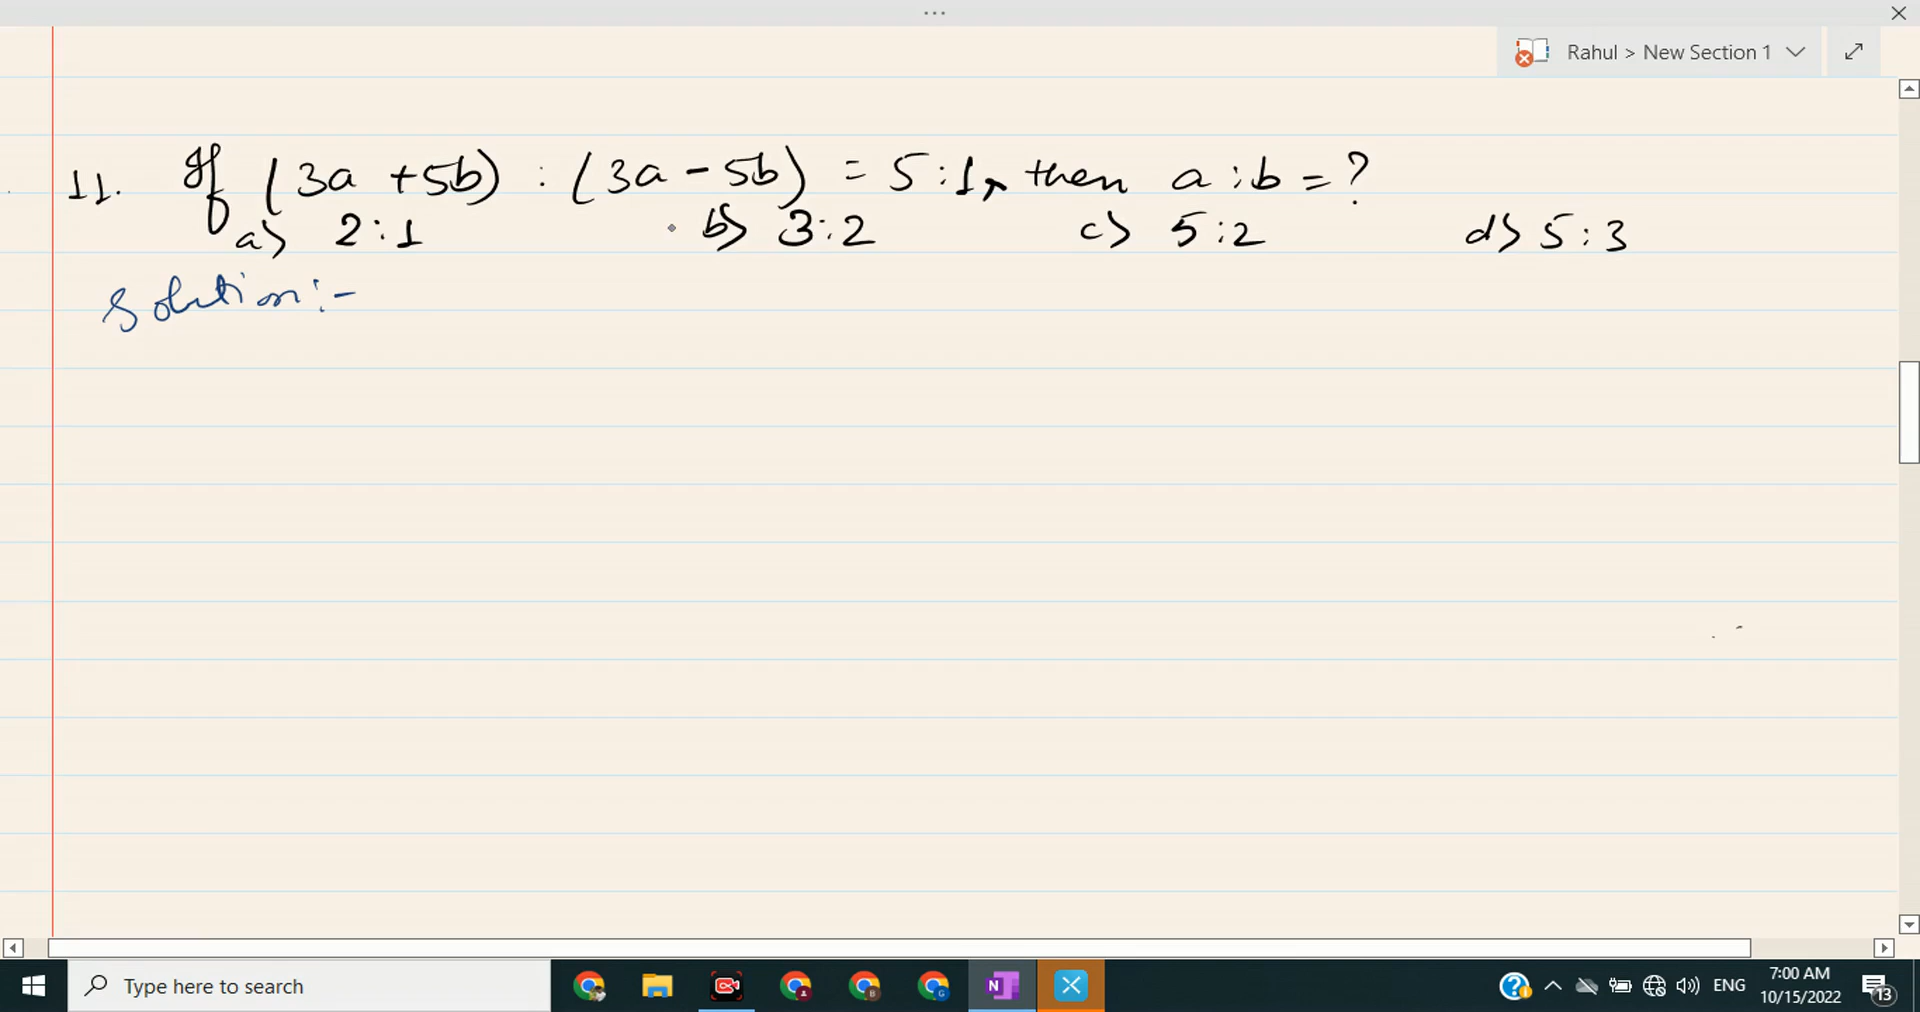 Rahul > New Section 1
11. If (3a + 5b) : (3a - 5b) = 5:1, then a:b = ?
a> 2:1 b> 3:2 c> 5:2 d> 5:3
Solution:-
Type here to search
ENG
7:00 AM
10/15/2022
13